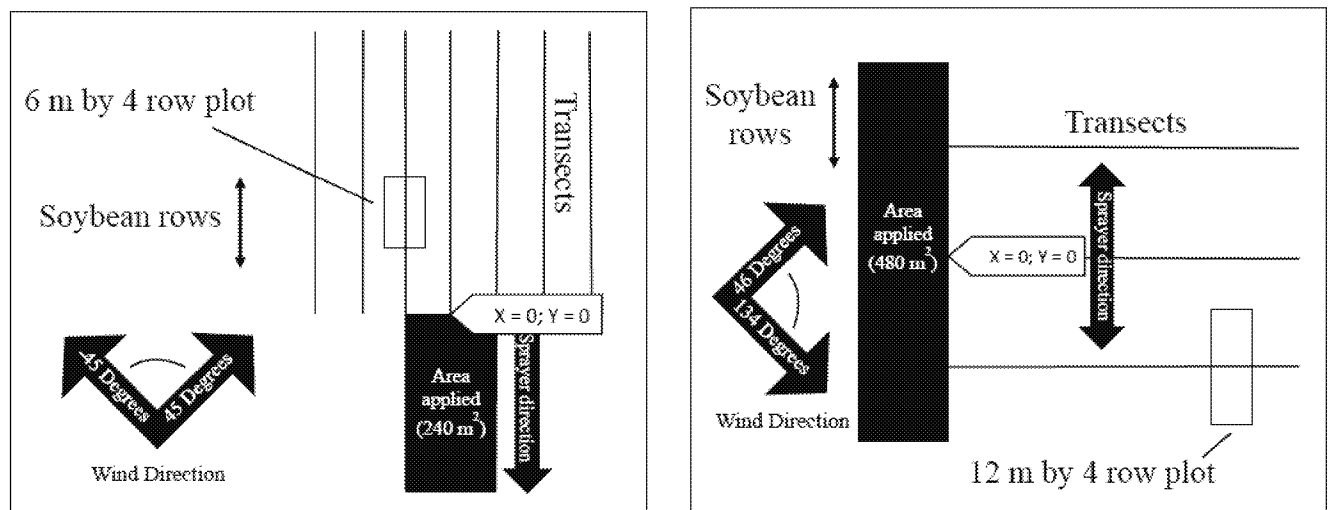 6 m by 4 row plot
Transects
Soybean rows
X = 0; Y = 0
-45 Degrees
45 Degrees
Area
applied
(240 m²)
Sprayer direction
Wind Direction
Soybean
rows
Transects
Area
applied
(480 m²)
Sprayer direction
X = 0; Y = 0
46 Degrees
134 Degrees
Wind Direction
12 m by 4 row plot